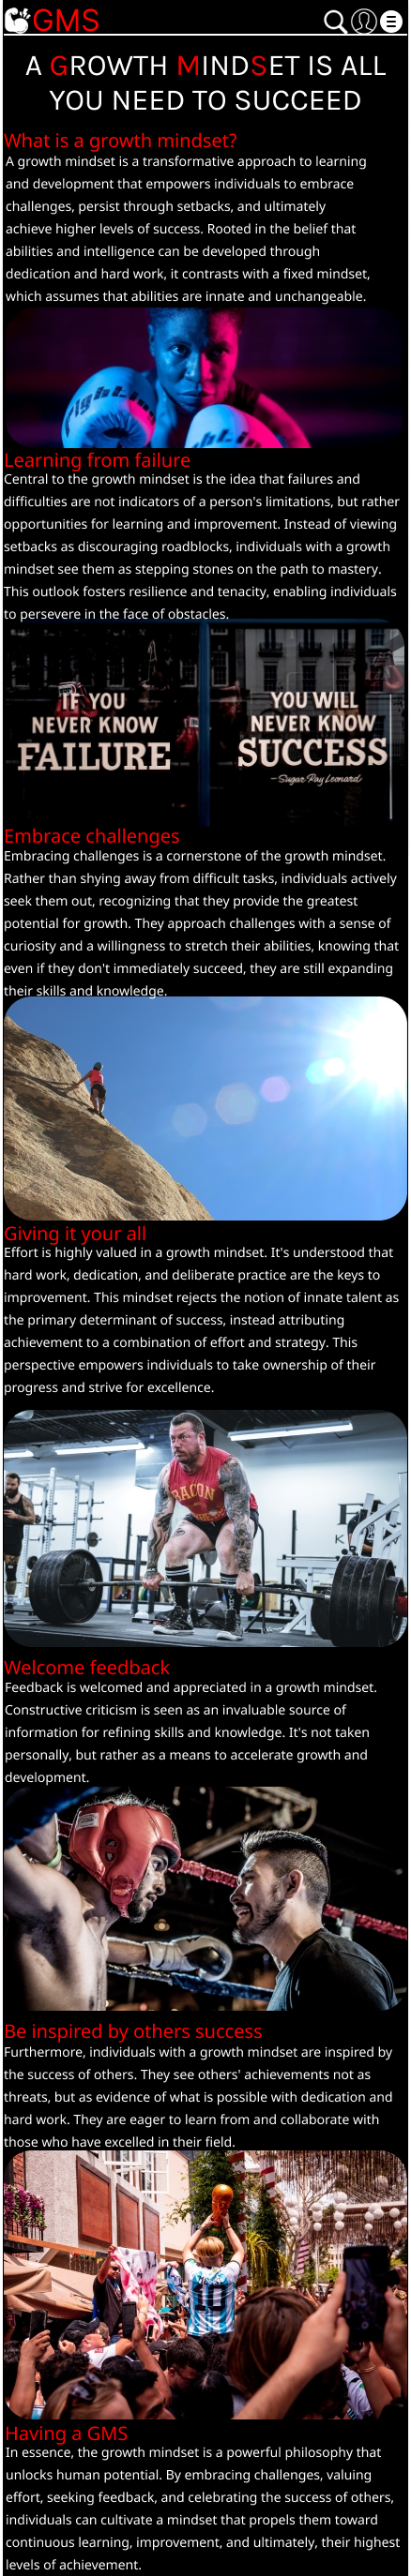 GMS
A GROWTH MINDSET IS ALL
YOU NEED TO SUCCEED
What is a growth mindset?
A growth mindset is a transformative approach to learning
and development that empowers individuals to embrace
challenges, persist through setbacks, and ultimately
achieve higher levels of success. Rooted in the belief that
abilities and intelligence can be developed through
dedication and hard work, it contrasts with a fixed mindset,
which assumes that abilities are innate and unchangeable.
Learning from failure
Central to the growth mindset is the idea that failures and
difficulties are not indicators of a person's limitations, but rather
opportunities for learning and improvement. Instead of viewing
setbacks as discouraging roadblocks, individuals with a growth
mindset see them as stepping stones on the path to mastery.
This outlook fosters resilience and tenacity, enabling individuals
to persevere in the face of obstacles.
IF YOU
NEVER KNOW
FAILURE
YOU WILL
NEVER KNOW
SUCCESS
-Sugar Ray Leonard
Embrace challenges
Embracing challenges is a cornerstone of the growth mindset.
Rather than shying away from difficult tasks, individuals actively
seek them out, recognizing that they provide the greatest
potential for growth. They approach challenges with a sense of
curiosity and a willingness to stretch their abilities, knowing that
even if they don't immediately succeed, they are still expanding
their skills and knowledge.
Giving it your all
Effort is highly valued in a growth mindset. It's understood that
hard work, dedication, and deliberate practice are the keys to
improvement. This mindset rejects the notion of innate talent as
the primary determinant of success, instead attributing
achievement to a combination of effort and strategy. This
perspective empowers individuals to take ownership of their
progress and strive for excellence.
BACON
Welcome feedback
Feedback is welcomed and appreciated in a growth mindset.
Constructive criticism is seen as an invaluable source of
information for refining skills and knowledge. It's not taken
personally, but rather as a means to accelerate growth and
development.
Be inspired by others success
Furthermore, individuals with a growth mindset are inspired by
the success of others. They see others' achievements not as
threats, but as evidence of what is possible with dedication and
hard work. They are eager to learn from and collaborate with
those who have excelled in their field.
10
Having a GMS
In essence, the growth mindset is a powerful philosophy that
unlocks human potential. By embracing challenges, valuing
effort, seeking feedback, and celebrating the success of others,
individuals can cultivate a mindset that propels them toward
continuous learning, improvement, and ultimately, their highest
levels of achievement.